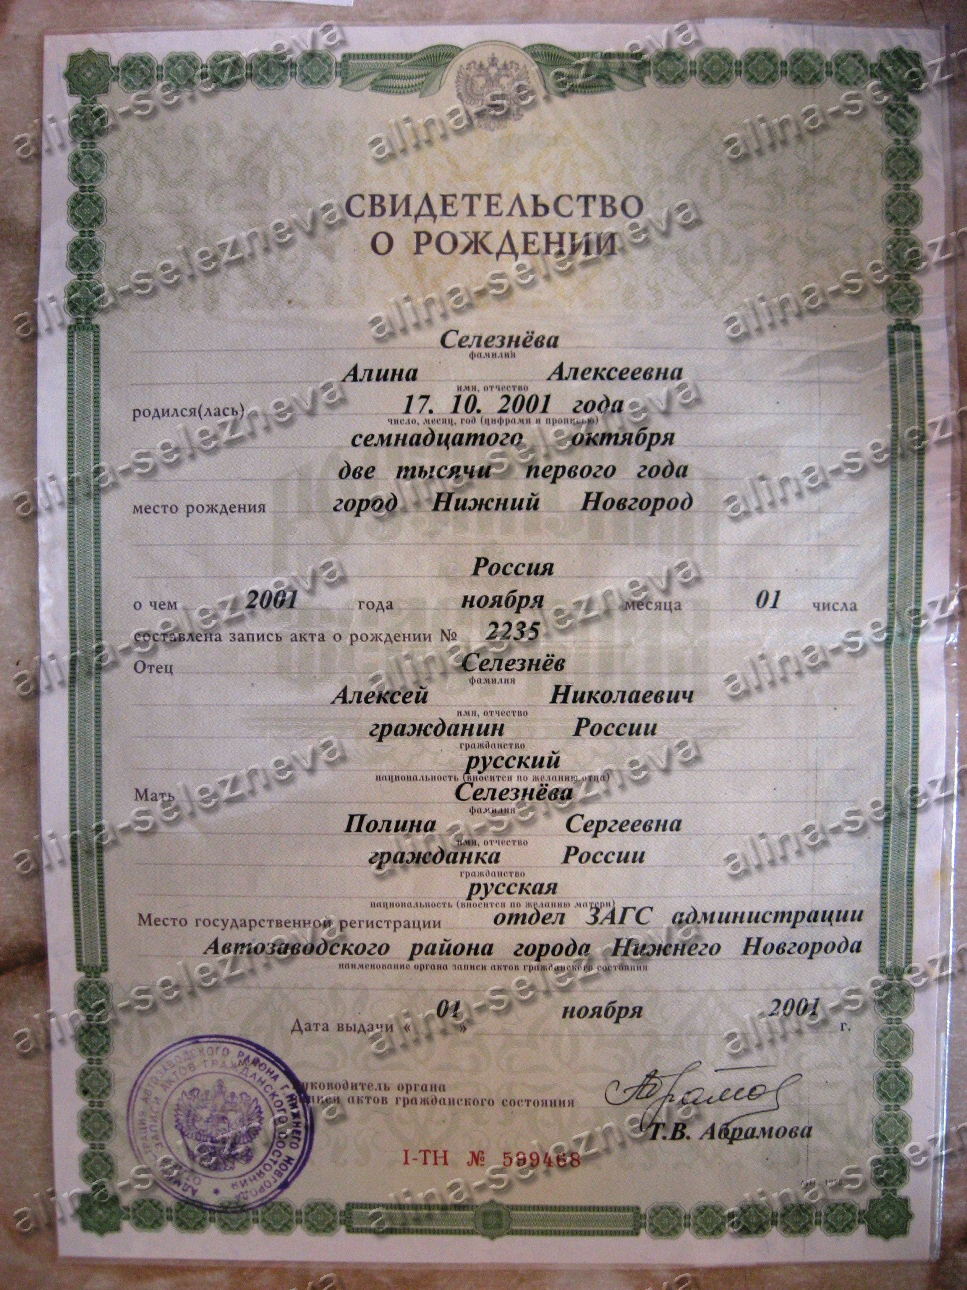 СВИДЕТЕЛЬСТВО
О РОЖДЕНИИ
Селезнёва
фамилия
Алина Алексеевна
имя, отчество
родился(лась) 17. 10. 2001 года
число, месяц, год (цифрами и прописью)
семнадцатого октября
две тысячи первого года
место рождения город Нижний Новгород
Россия
о чем 2001 года ноября месяца 01 числа
составлена запись акта о рождении № 2235
Отец Селезнёв
фамилия
Алексей Николаевич
имя, отчество
гражданин России
гражданство
русский
национальность (вносится по желанию отца)
Мать Селезнёва
фамилия
Полина Сергеевна
имя, отчество
гражданка России
гражданство
русская
национальность (вносится по желанию матери)
Место государственной регистрации отдел ЗАГС администрации
Автозаводского района города Нижнего Новгорода
наименование органа записи актов гражданского состояния
Дата выдачи « 01 » ноября 2001 г.
Руководитель органа
записи актов гражданского состояния
Т.В. Абрамова
I-ТН № 599468
alina-selezneva